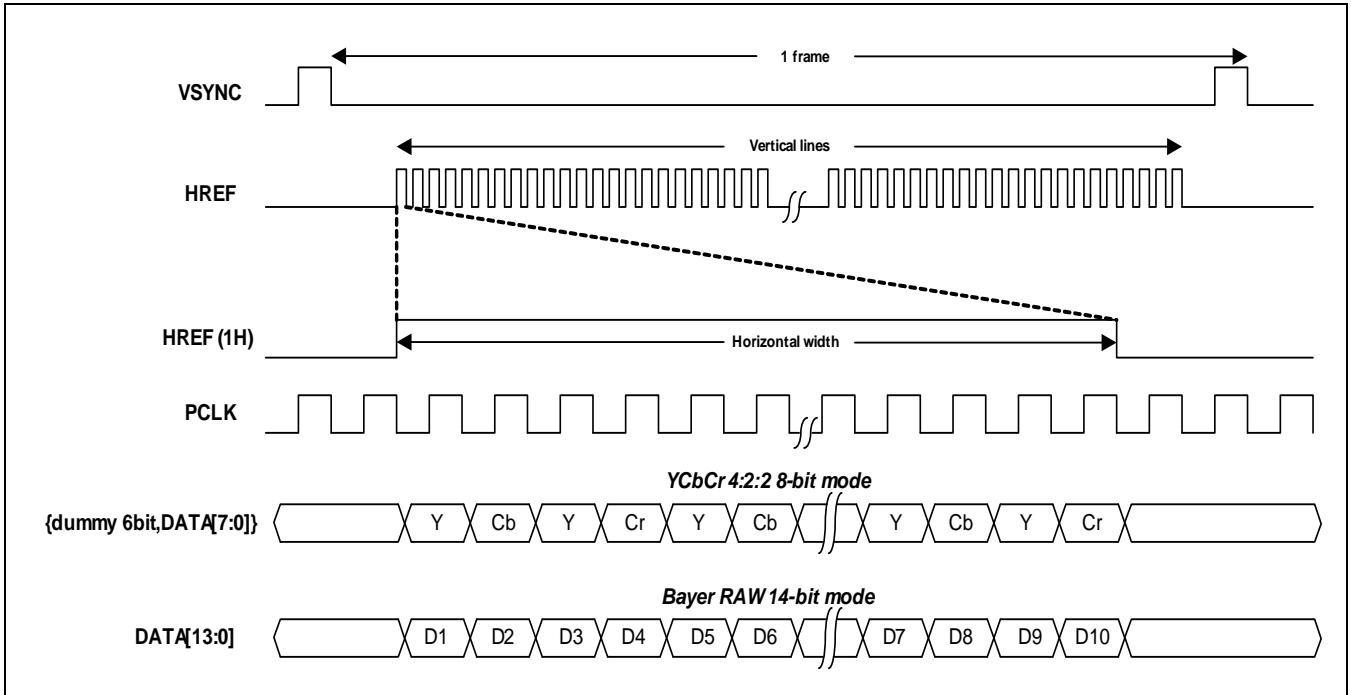 1 frame
VSYNC
Vertical lines
HREF
HREF (1H)
Horizontal width
PCLK
YCbCr 4:2:2 8-bit mode
{dummy 6bit,DATA[7:0]}
Y Cb Y Cr Y Cb Y Cb Y Cr
Bayer RAW 14-bit mode
DATA[13:0]
D1 D2 D3 D4 D5 D6 D7 D8 D9 D10